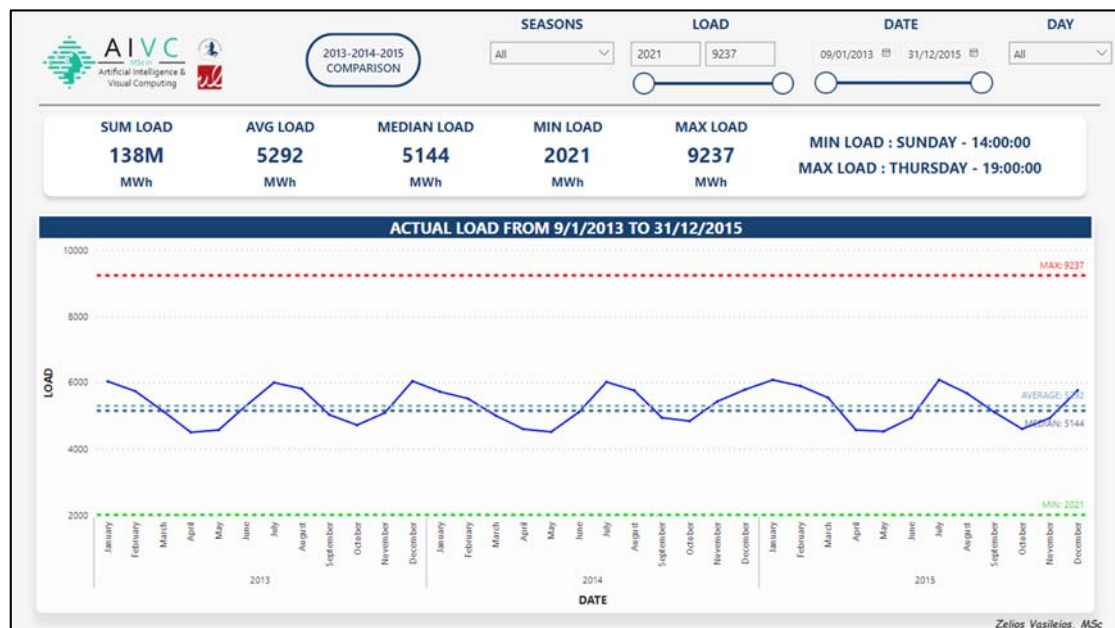 AIVC
MSc in
Artificial Intelligence &
Visual Computing
2013-2014-2015
COMPARISON
SEASONS
All
LOAD
2021 9237
DATE
09/01/2013 31/12/2015
DAY
All
SUM LOAD
138M
MWh
AVG LOAD
5292
MWh
MEDIAN LOAD
5144
MWh
MIN LOAD
2021
MWh
MAX LOAD
9237
MWh
MIN LOAD : SUNDAY - 14:00:00
MAX LOAD : THURSDAY - 19:00:00
ACTUAL LOAD FROM 9/1/2013 TO 31/12/2015
LOAD
10000
8000
6000
4000
2000
MAX: 9237
AVERAGE: 5292
MEDIAN: 5144
MIN: 2021
January February March April May June July August September October November December January February March April May June July August September October November December January February March April May June July August September October November December
2013 2014 2015
DATE
Zelios Vasileios, MSc